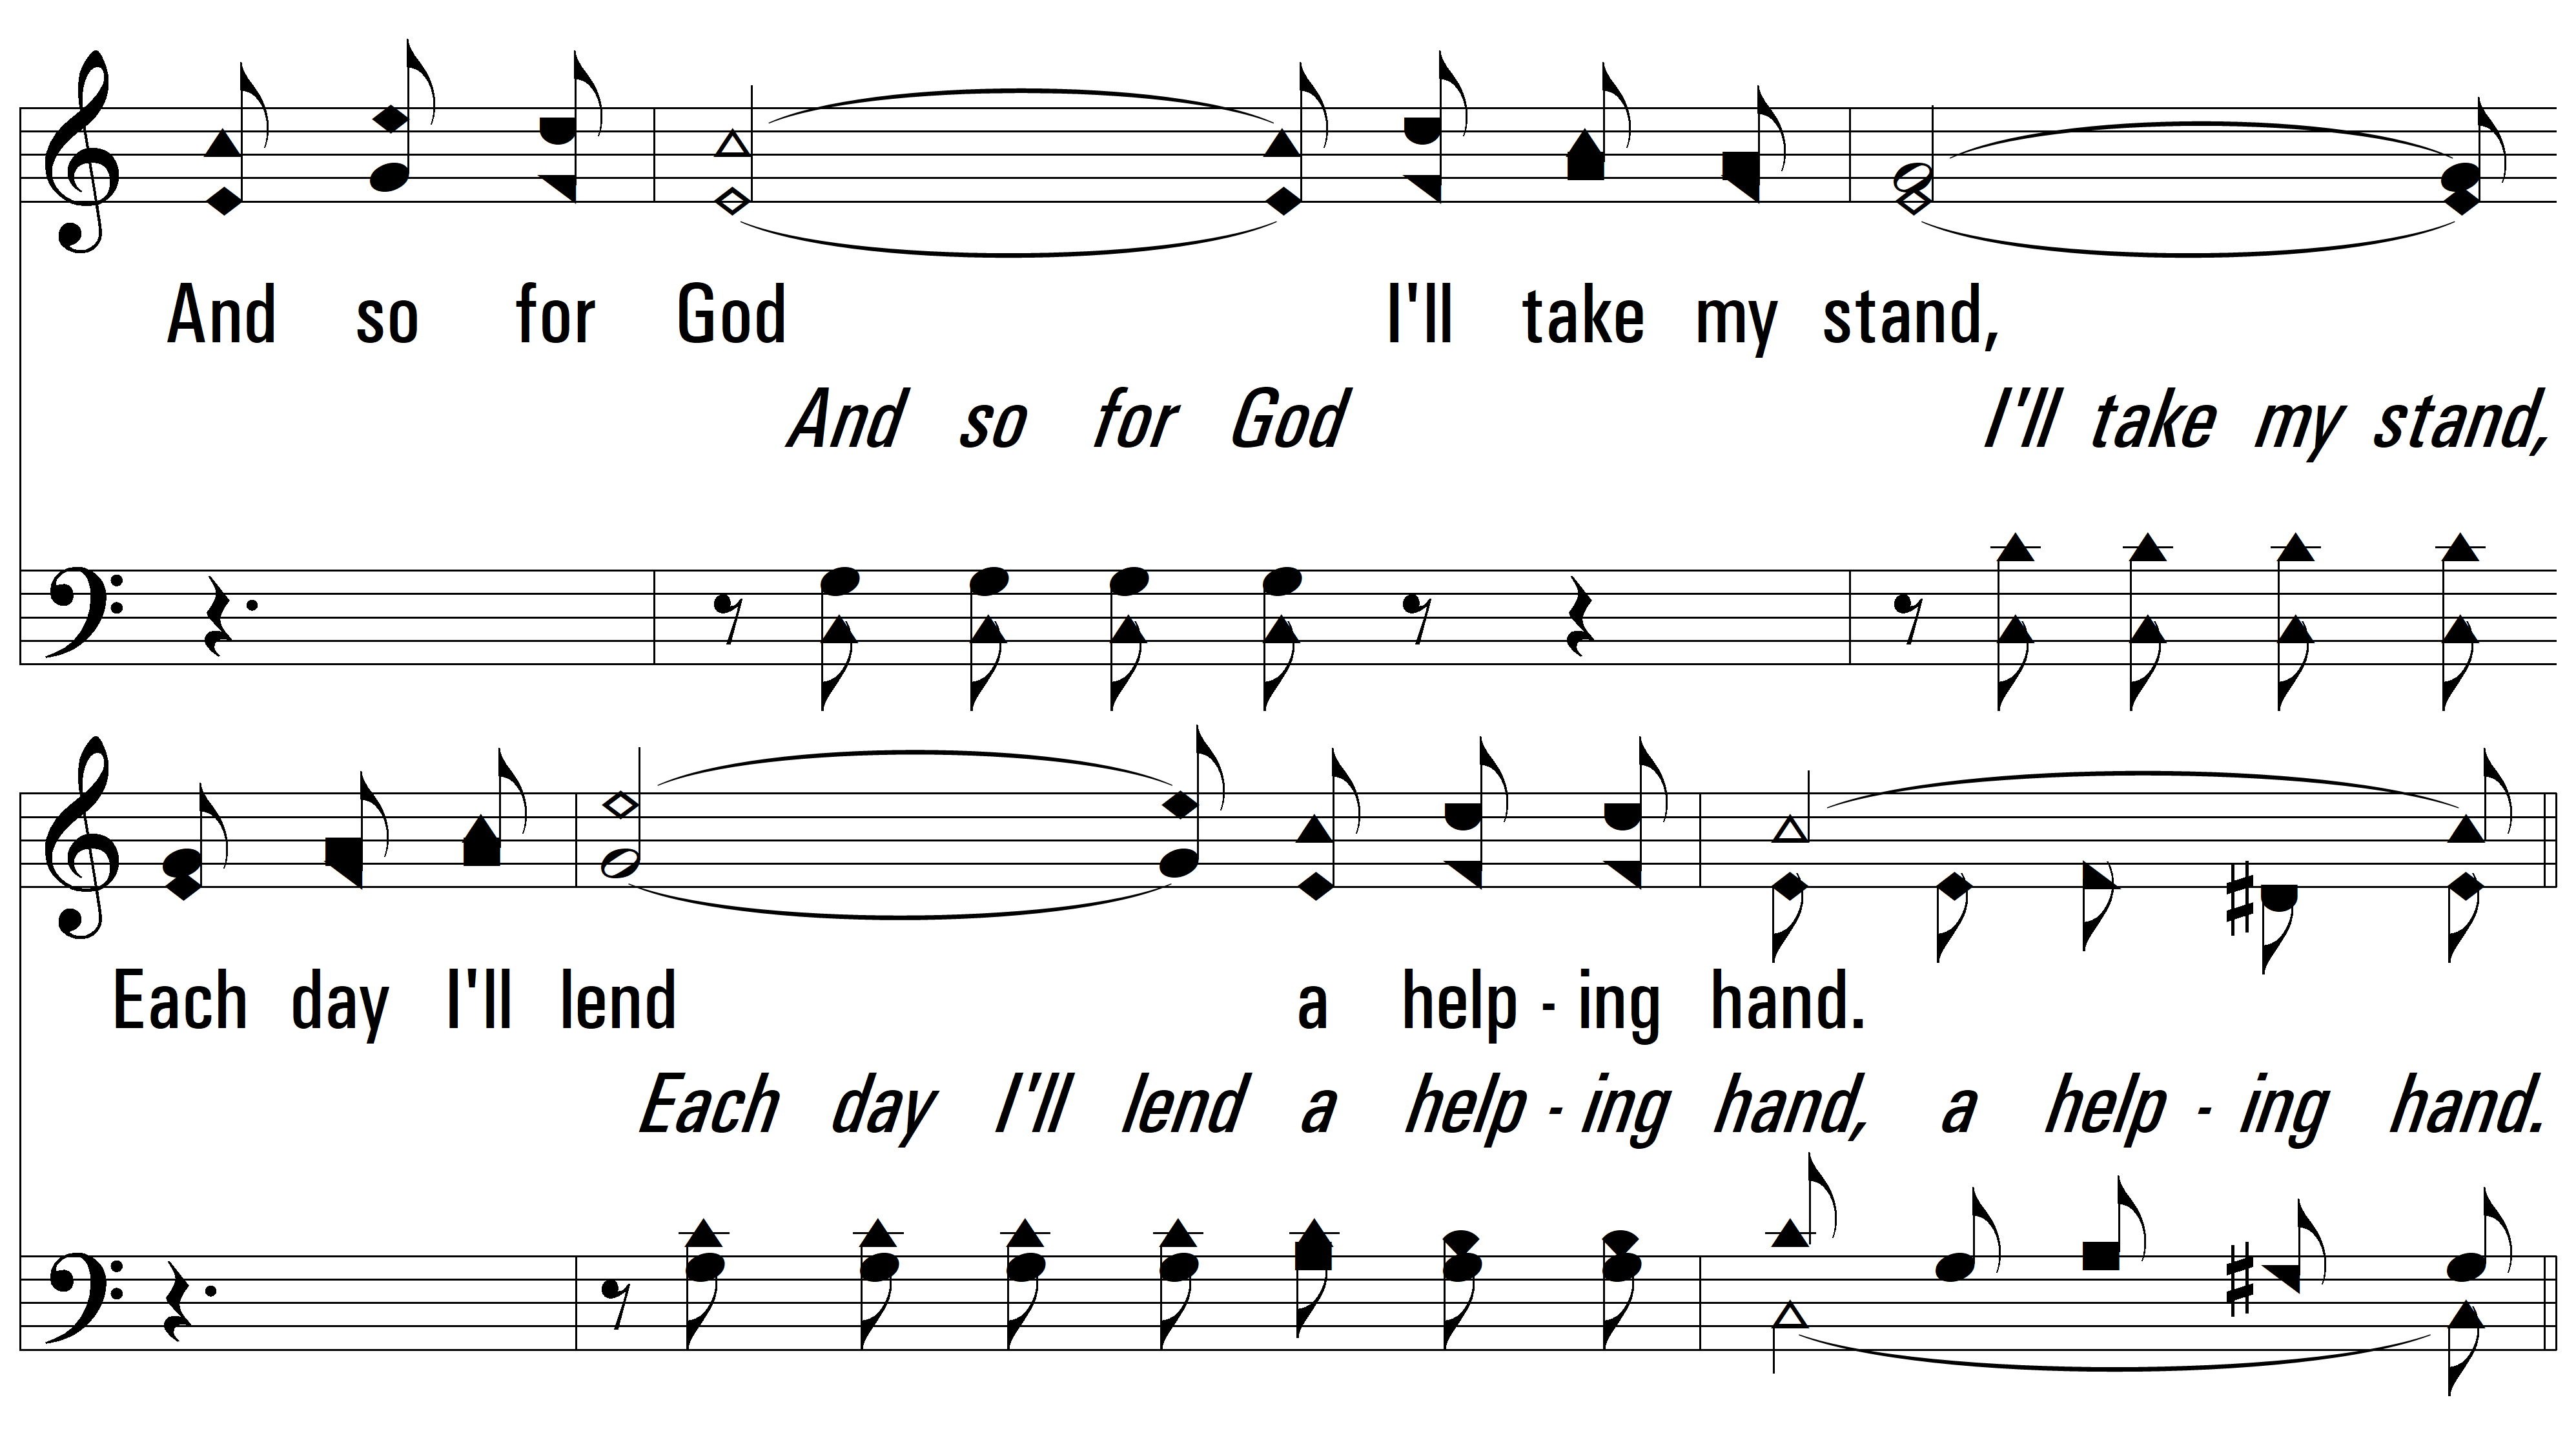 And so for God I'll take my stand,
And so for God I'll take my stand,
Each day I'll lend a help - ing hand.
Each day I'll lend a help - ing hand, a help - ing hand.